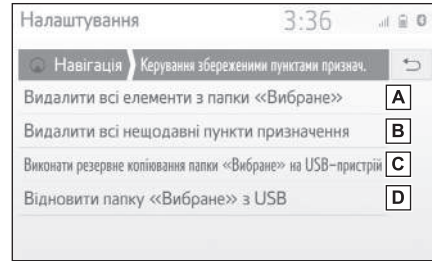 Налаштування 3:36 0
Навігація Керування збереженими пунктами признач.
Видалити всі елементи з папки «Вибране» A
Видалити всі нещодавні пункти призначення B
Виконати резервне копіювання папки «Вибране» на USB-пристрій C
Відновити папку «Вибране» з USB D